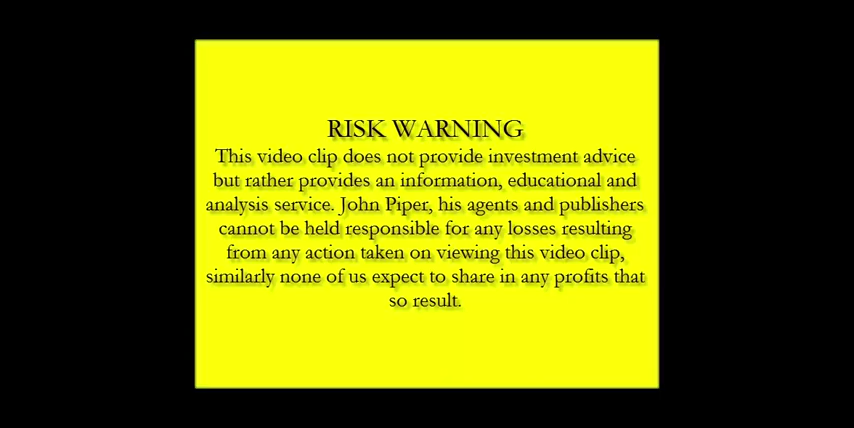 RISK WARNING
This video clip does not provide investment advice
but rather provides an information, educational and
analysis service. John Piper, his agents and publishers
cannot be held responsible for any losses resulting
from any action taken on viewing this video clip,
similarly none of us expect to share in any profits that
so result.